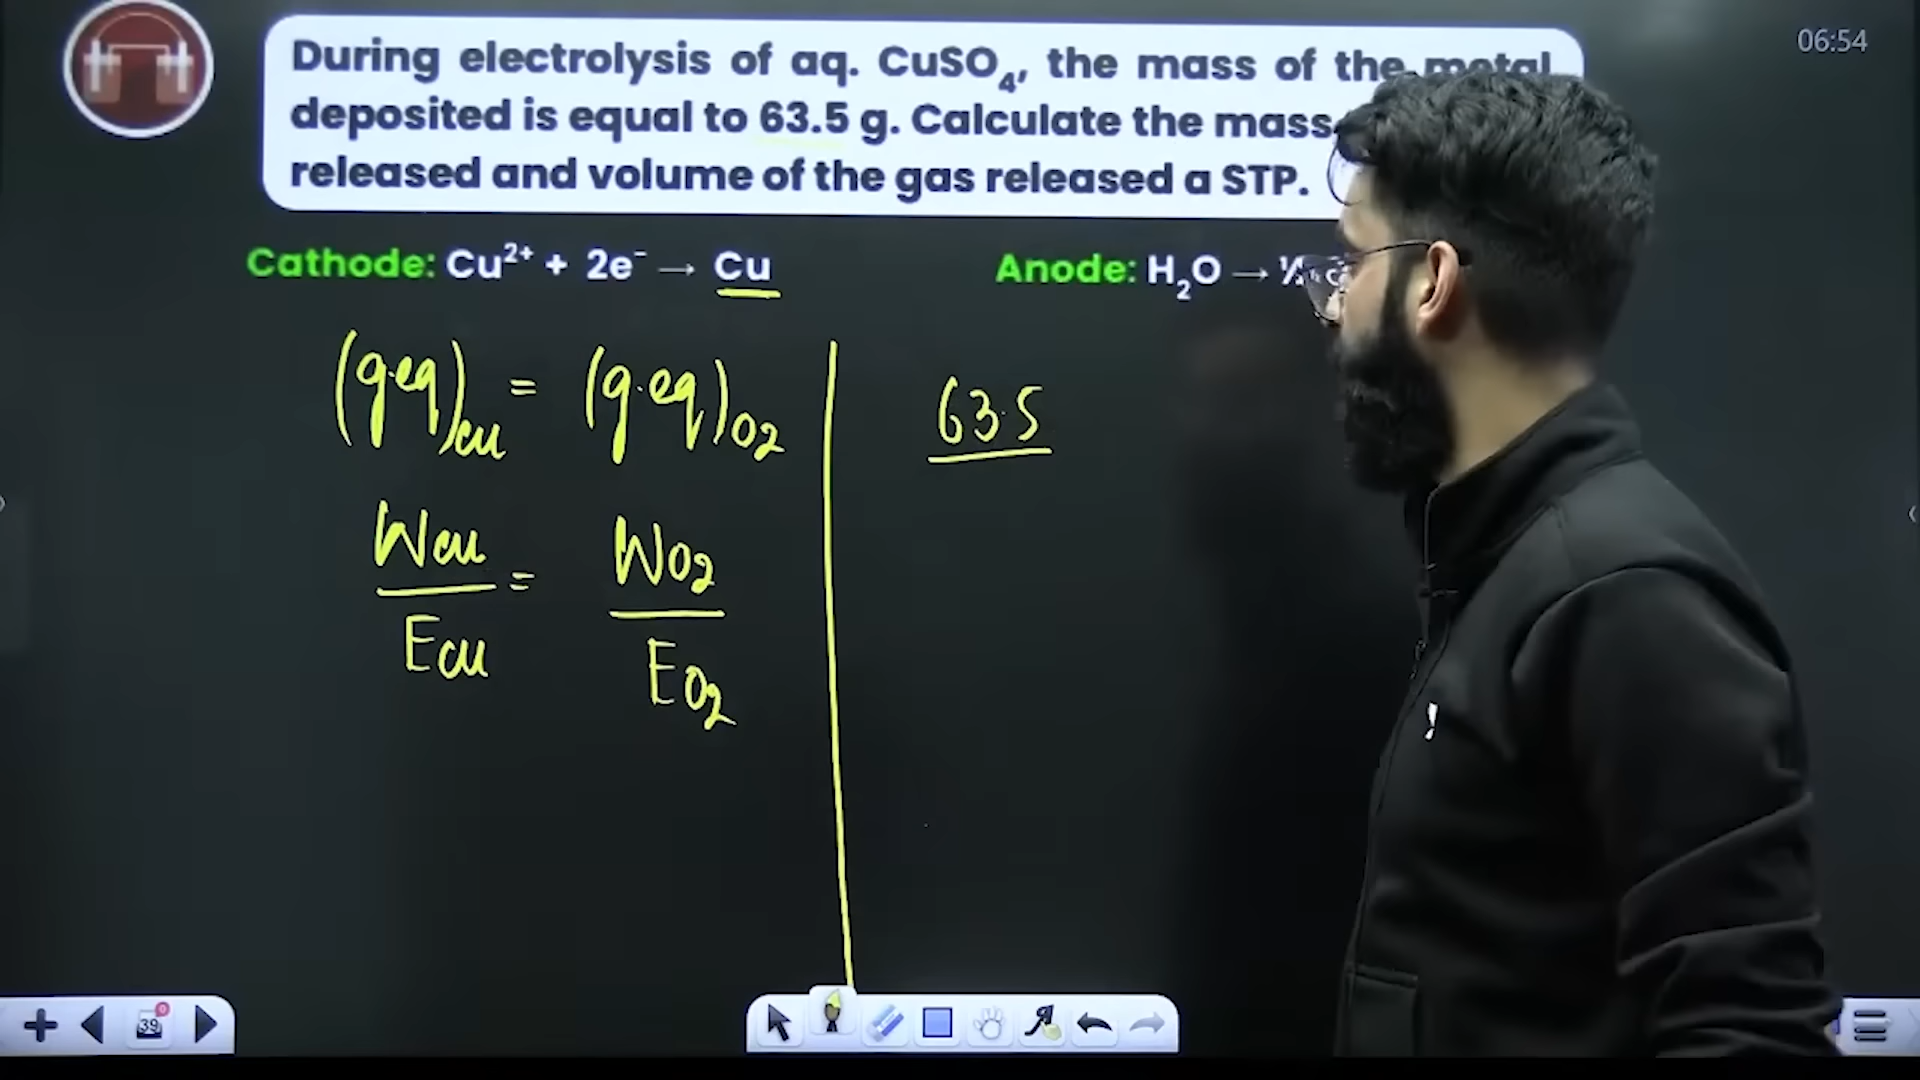 06:54
During electrolysis of aq. CuSO₄, the mass of the metal
deposited is equal to 63.5 g. Calculate the mass
released and volume of the gas released a STP.
Cathode: Cu²⁺ + 2e⁻ → Cu
Anode: H₂O → ½
(g.eq)Cu = (g.eq)O₂
63.5
WCu = WO₂
ECu EO₂
39
0